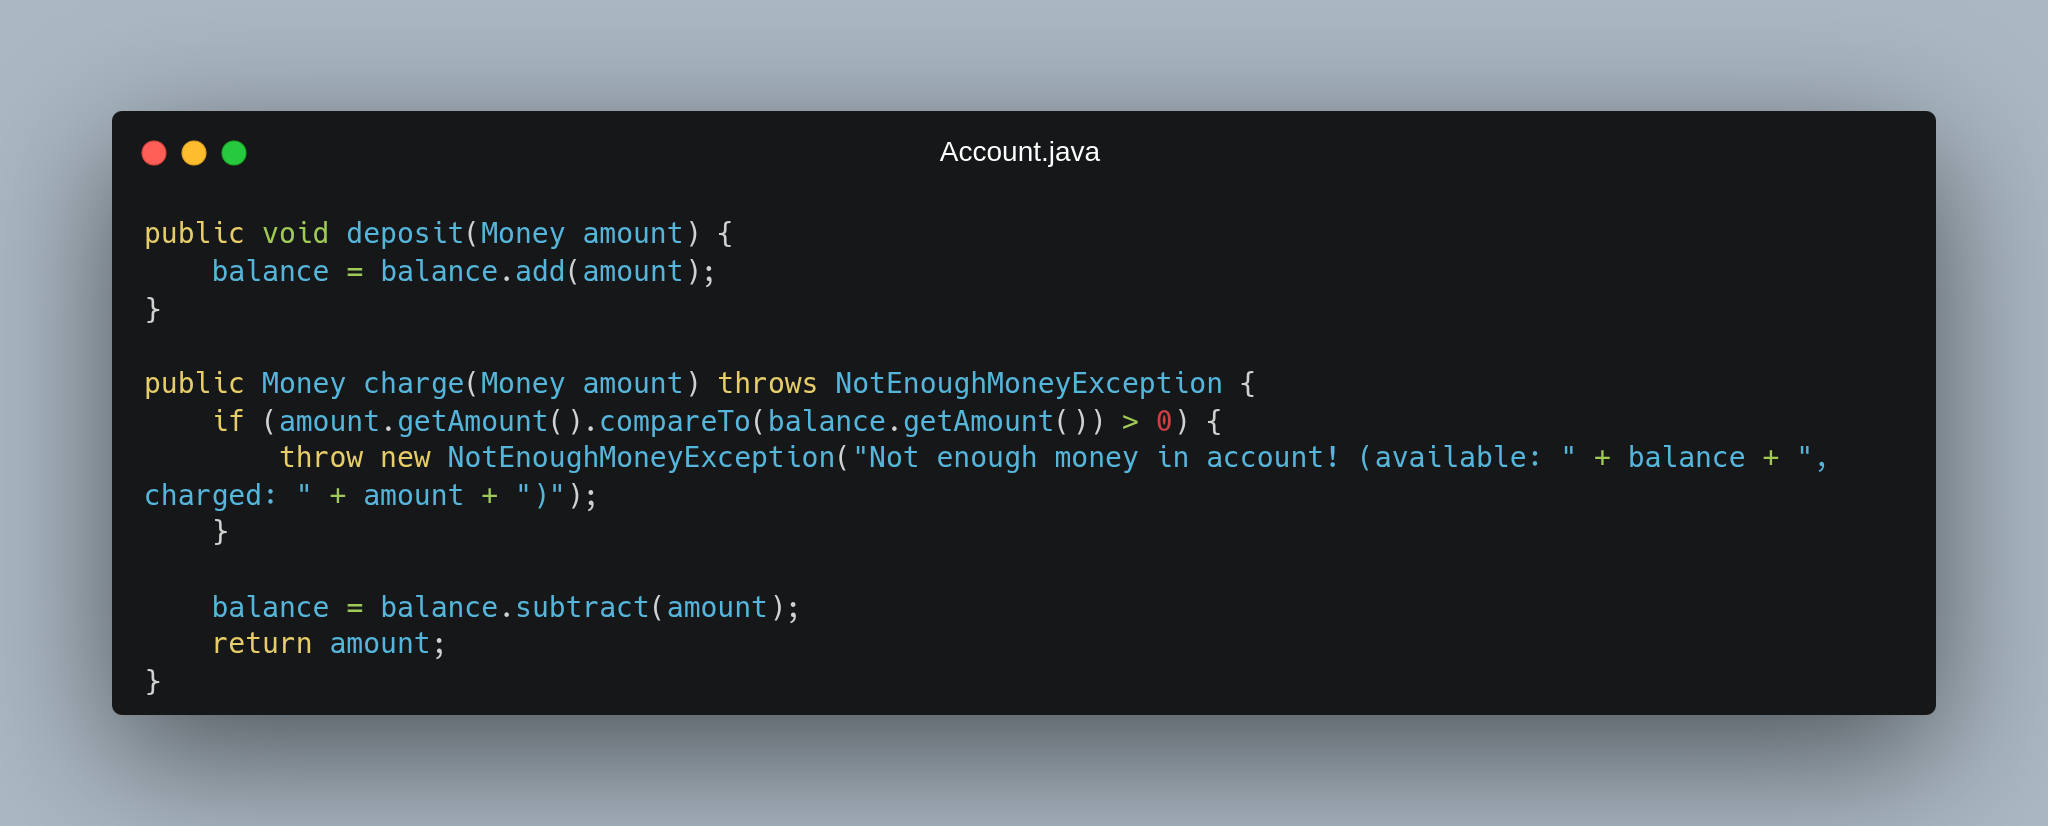 Account.java
public void deposit(Money amount) {
    balance = balance.add(amount);
}

public Money charge(Money amount) throws NotEnoughMoneyException {
    if (amount.getAmount().compareTo(balance.getAmount()) > 0) {
        throw new NotEnoughMoneyException("Not enough money in account! (available: " + balance + ",
charged: " + amount + ")");
    }

    balance = balance.subtract(amount);
    return amount;
}